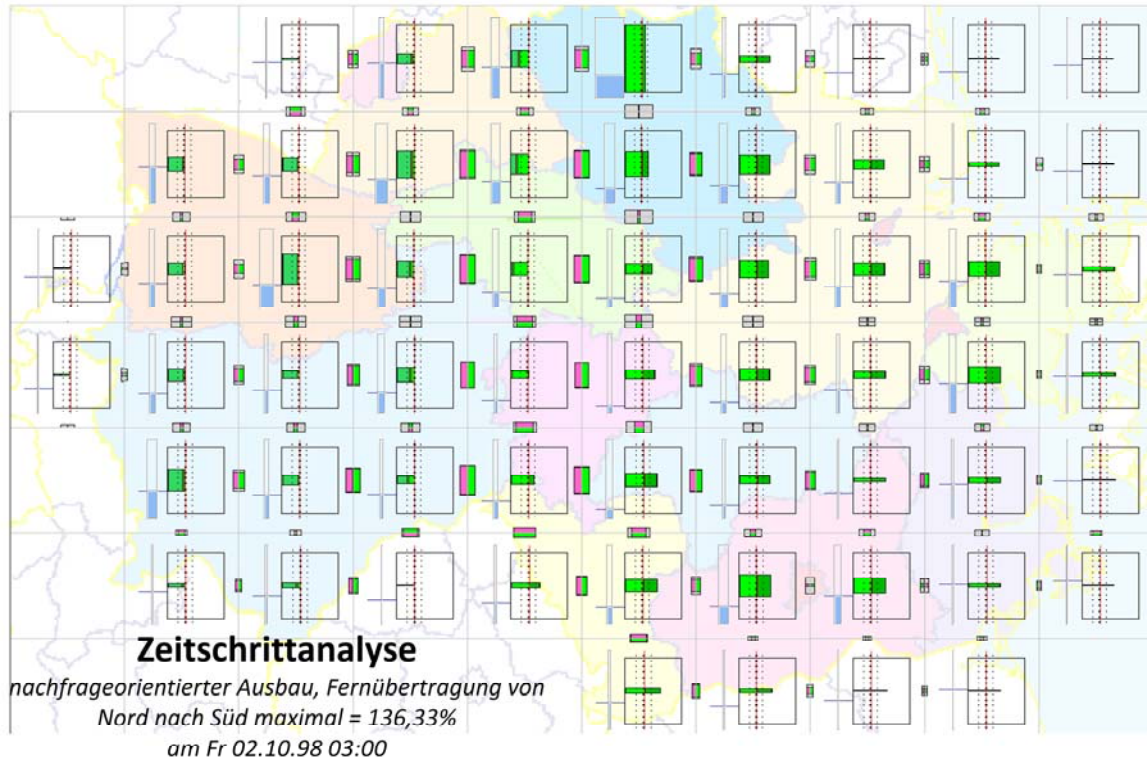 Zeitschrittanalyse
nachfrageorientierter Ausbau, Fernübertragung von
Nord nach Süd maximal = 136,33%
am Fr 02.10.98 03:00